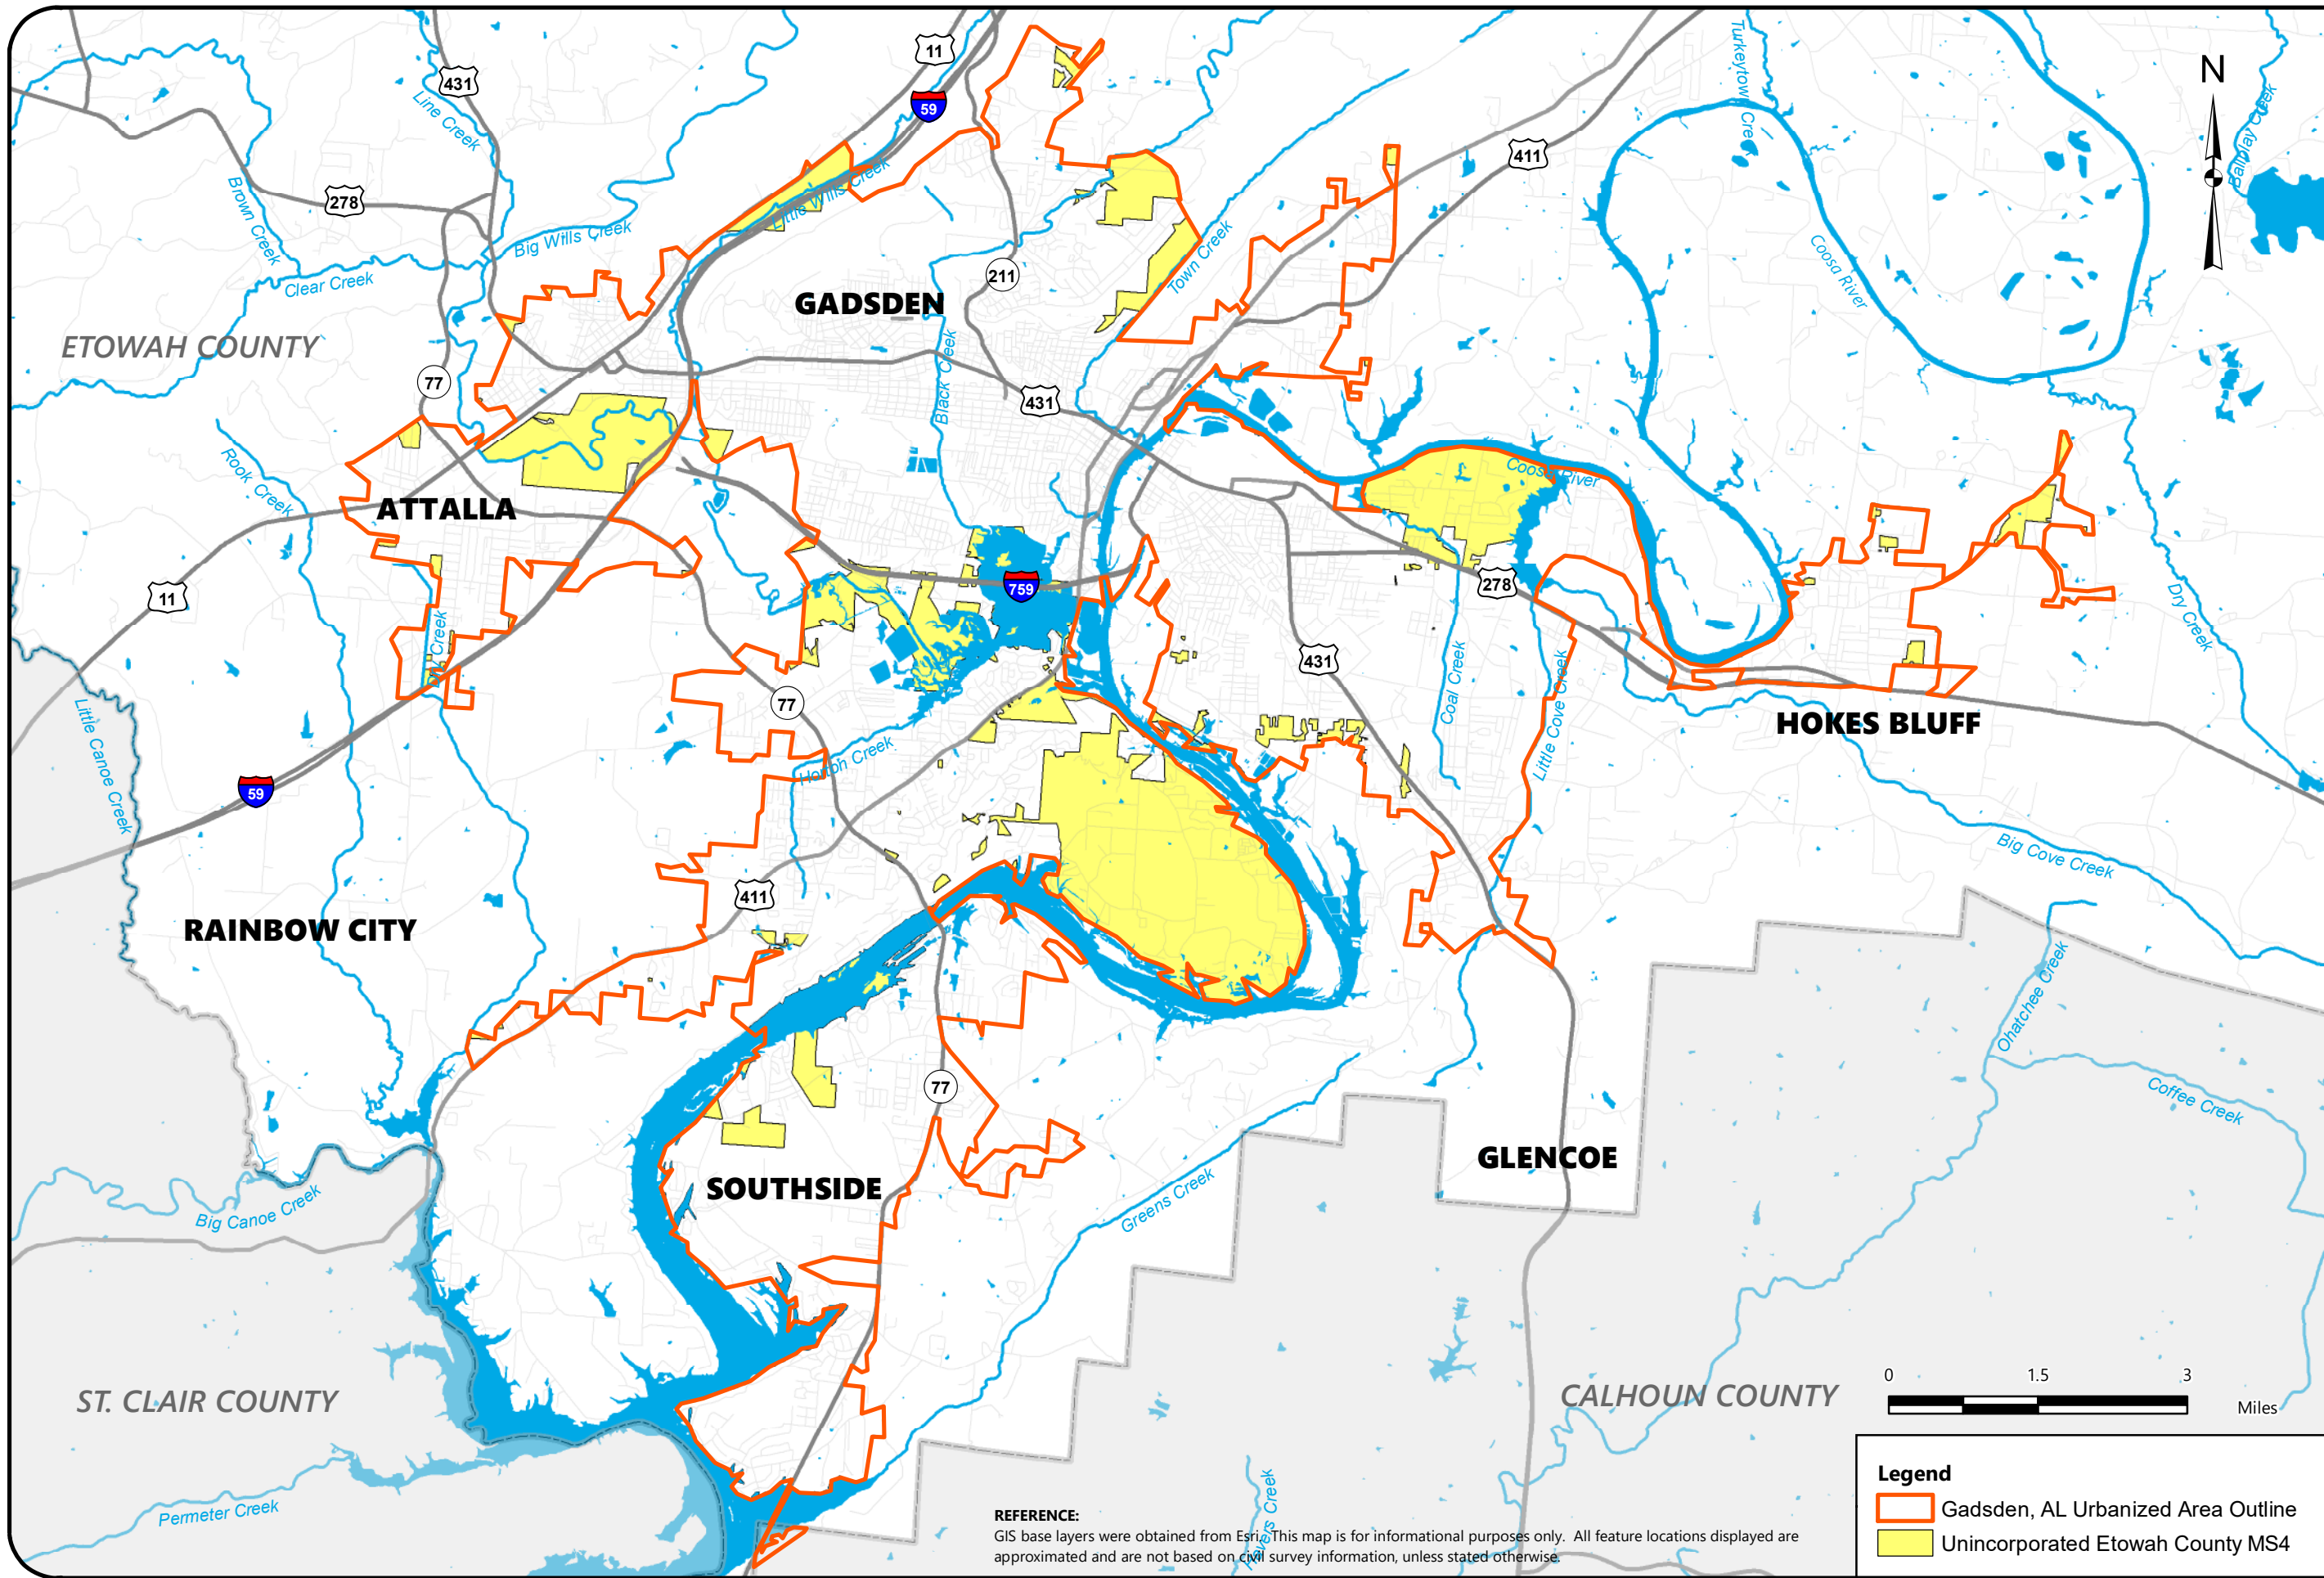 11
431
59
N
Turkeytown Creek
Line Creek
Ballplay Creek
411
Little Wills Creek
278
Brown Creek
Big Wills Creek
Town Creek
Coosa River
211
Clear Creek
GADSDEN
ETOWAH COUNTY
Black Creek
77
431
Rook Creek
Coosa River
ATTALLA
759
278
11
Dry Creek
Dry Creek
431
Coal Creek
Little Cove Creek
77
HOKES BLUFF
Little Canoe Creek
Horton Creek
59
Big Cove Creek
411
RAINBOW CITY
Ohatchee Creek
77
Coffee Creek
GLENCOE
SOUTHSIDE
Big Canoe Creek
Greens Creek
ST. CLAIR COUNTY
CALHOUN COUNTY
0 1.5 3
Miles
Permeter Creek
REFERENCE:
GIS base layers were obtained from Esri. This map is for informational purposes only. All feature locations displayed are
approximated and are not based on civil survey information, unless stated otherwise.
Legend
Gadsden, AL Urbanized Area Outline
Unincorporated Etowah County MS4